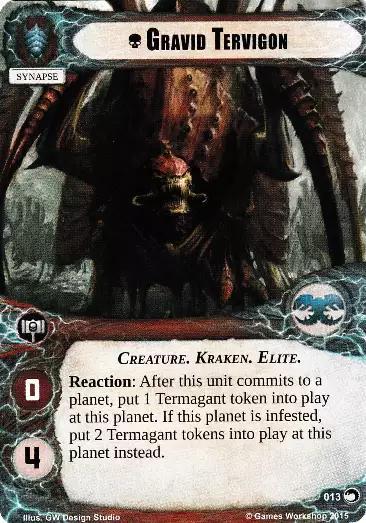 GRAVID TERVIGON
SYNAPSE
CREATURE. KRAKEN. ELITE.
0
4
Reaction: After this unit commits to a
planet, put 1 Termagant token into play
at this planet. If this planet is infested,
put 2 Termagant tokens into play at this
planet instead.
013
Illus. GW Design Studio
© Games Workshop 2015